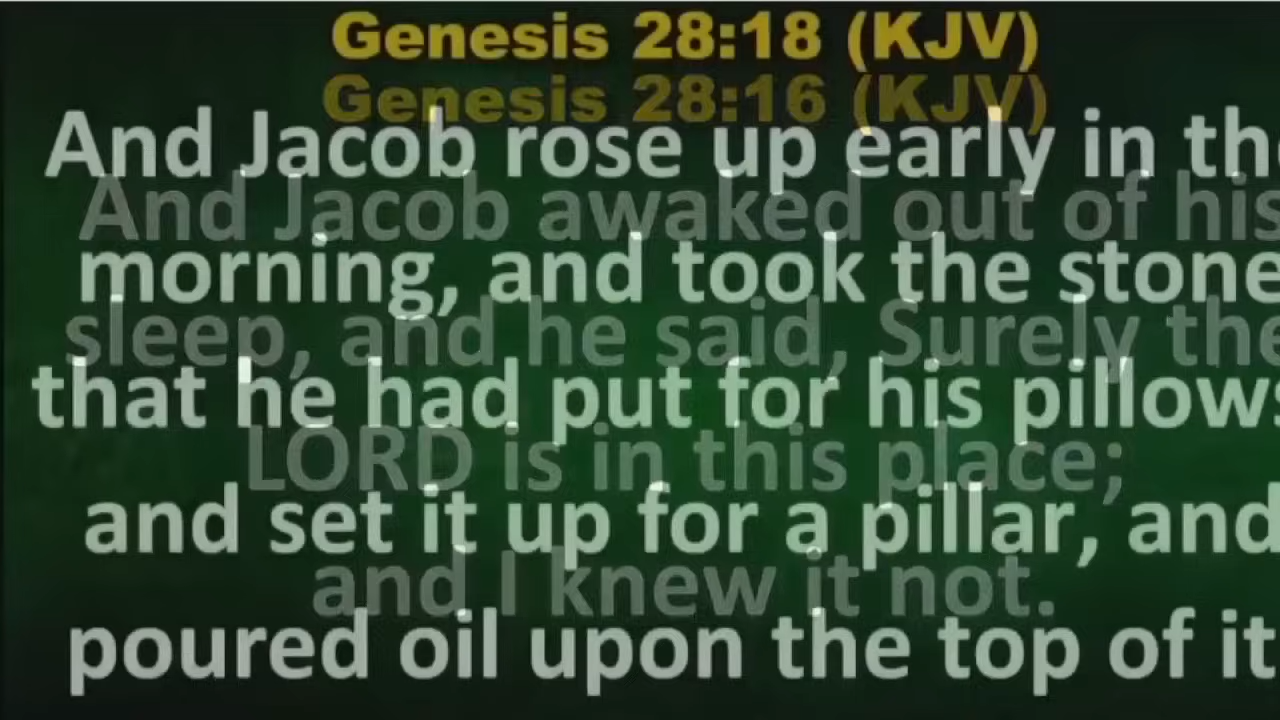 Genesis 28:18 (KJV)
And Jacob rose up early in the
morning, and took the stone
that he had put for his pillows
and set it up for a pillar, and
poured oil upon the top of it
Genesis 28:16 (KJV)
And Jacob awaked out of his
sleep, and he said, Surely the
LORD is in this place;
and I knew it not.